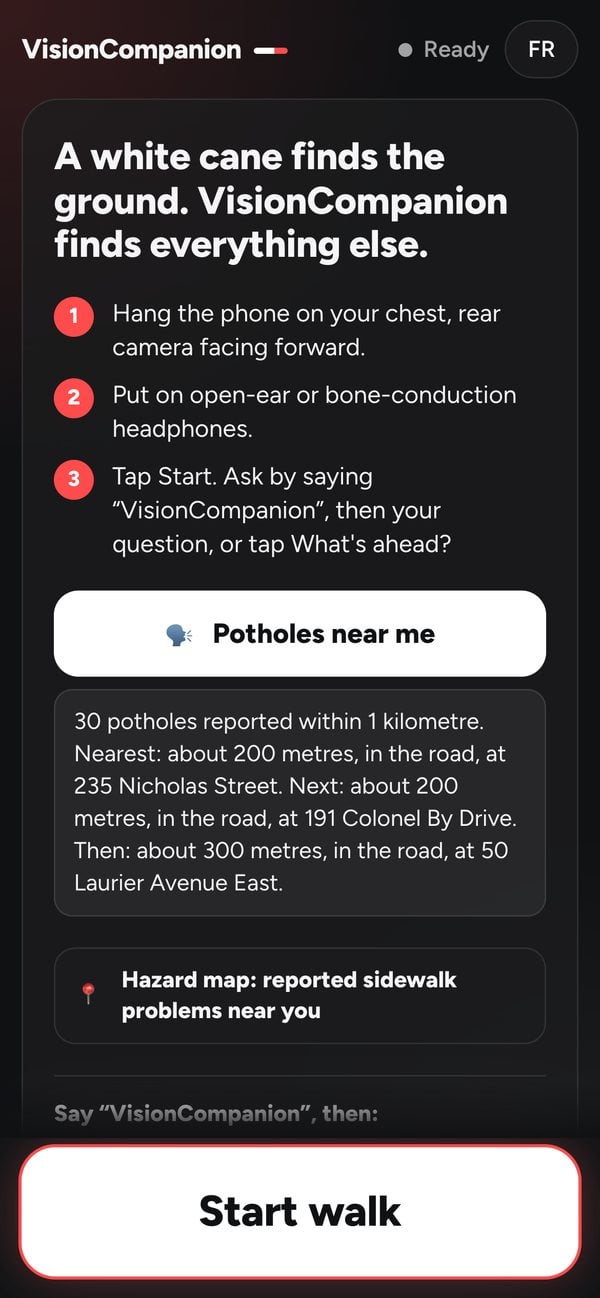 VisionCompanion
Ready
FR
A white cane finds the
ground. VisionCompanion
finds everything else.
1 Hang the phone on your chest, rear
camera facing forward.
2 Put on open-ear or bone-conduction
headphones.
3 Tap Start. Ask by saying
“VisionCompanion”, then your
question, or tap What's ahead?
Potholes near me
30 potholes reported within 1 kilometre.
Nearest: about 200 metres, in the road, at
235 Nicholas Street. Next: about 200
metres, in the road, at 191 Colonel By Drive.
Then: about 300 metres, in the road, at 50
Laurier Avenue East.
Hazard map: reported sidewalk
problems near you
Say “VisionCompanion”, then:
Start walk